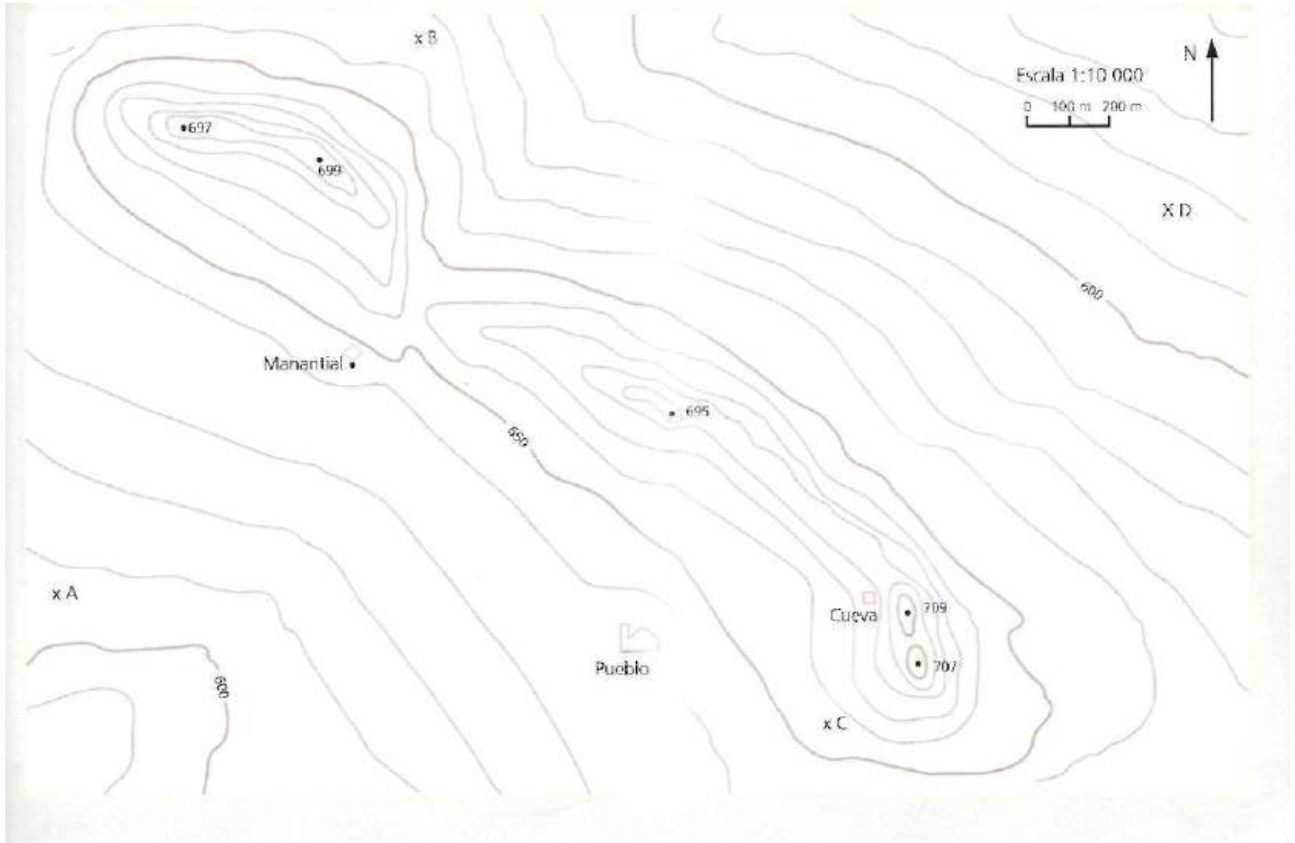 x B
N
Escala 1:10 000
0 100 m 200 m
697
699
X D
600
Manantial
695
650
x A
Cueva
709
Pueblo
707
600
x C